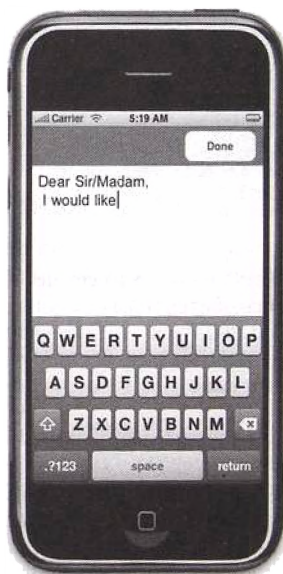 Carrier 5:19 AM
Done
Dear Sir/Madam,
I would like
Q W E R T Y U I O P
A S D F G H J K L
Z X C V B N M
.?123 space return